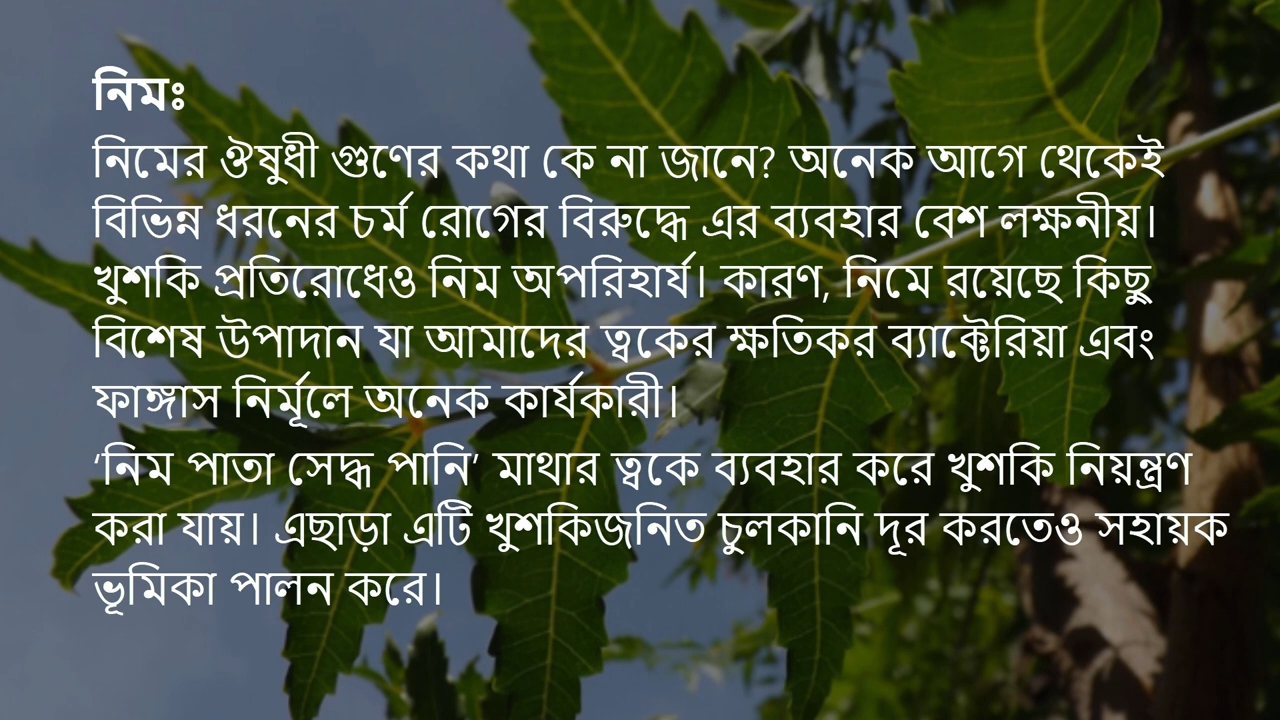 নিমঃ
নিমের ঔষুধী গুণের কথা কে না জানে? অনেক আগে থেকেই
বিভিন্ন ধরনের চর্ম রোগের বিরুদ্ধে এর ব্যবহার বেশ লক্ষনীয়।
খুশকি প্রতিরোধেও নিম অপরিহার্য। কারণ, নিমে রয়েছে কিছু
বিশেষ উপাদান যা আমাদের ত্বকের ক্ষতিকর ব্যাক্টেরিয়া এবং
ফাঙ্গাস নির্মূলে অনেক কার্যকারী।
‘নিম পাতা সেদ্ধ পানি’ মাথার ত্বকে ব্যবহার করে খুশকি নিয়ন্ত্রণ
করা যায়। এছাড়া এটি খুশকিজনিত চুলকানি দূর করতেও সহায়ক
ভূমিকা পালন করে।